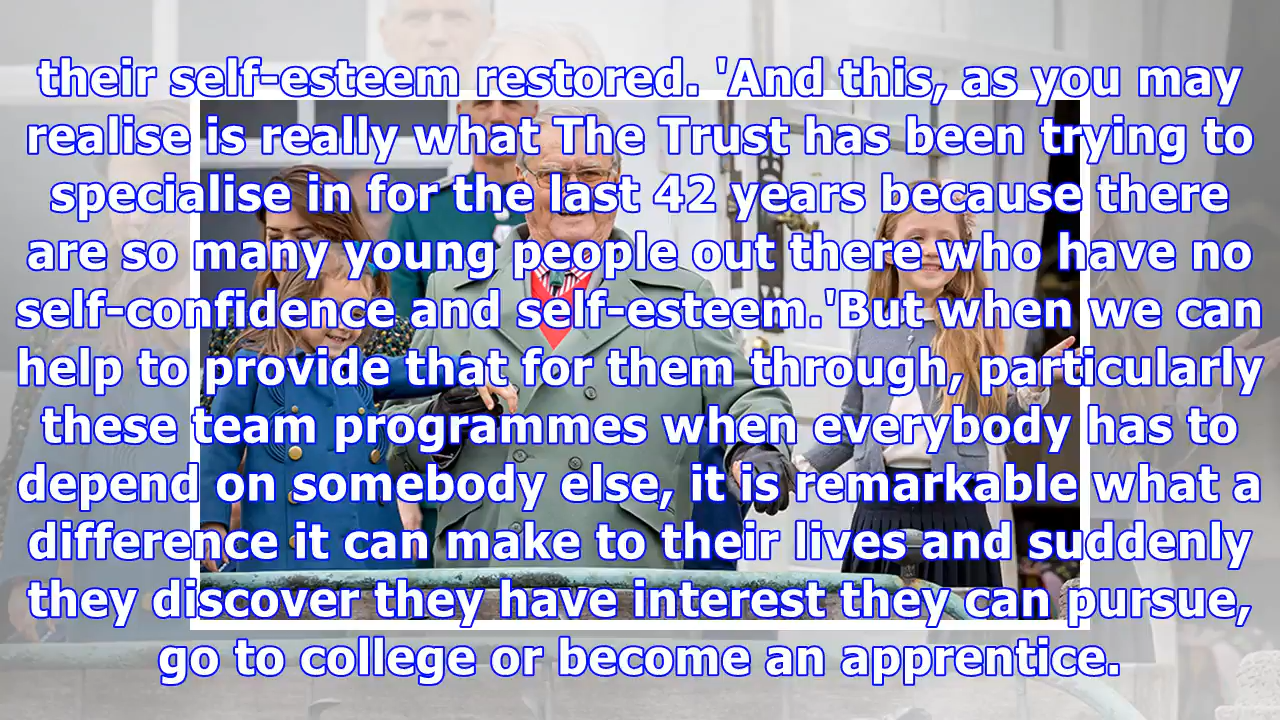 their self-esteem restored. 'And this, as you may
realise is really what The Trust has been trying to
specialise in for the last 42 years because there
are so many young people out there who have no
self-confidence and self-esteem.'But when we can
help to provide that for them through, particularly
these team programmes when everybody has to
depend on somebody else, it is remarkable what a
difference it can make to their lives and suddenly
they discover they have interest they can pursue,
go to college or become an apprentice.